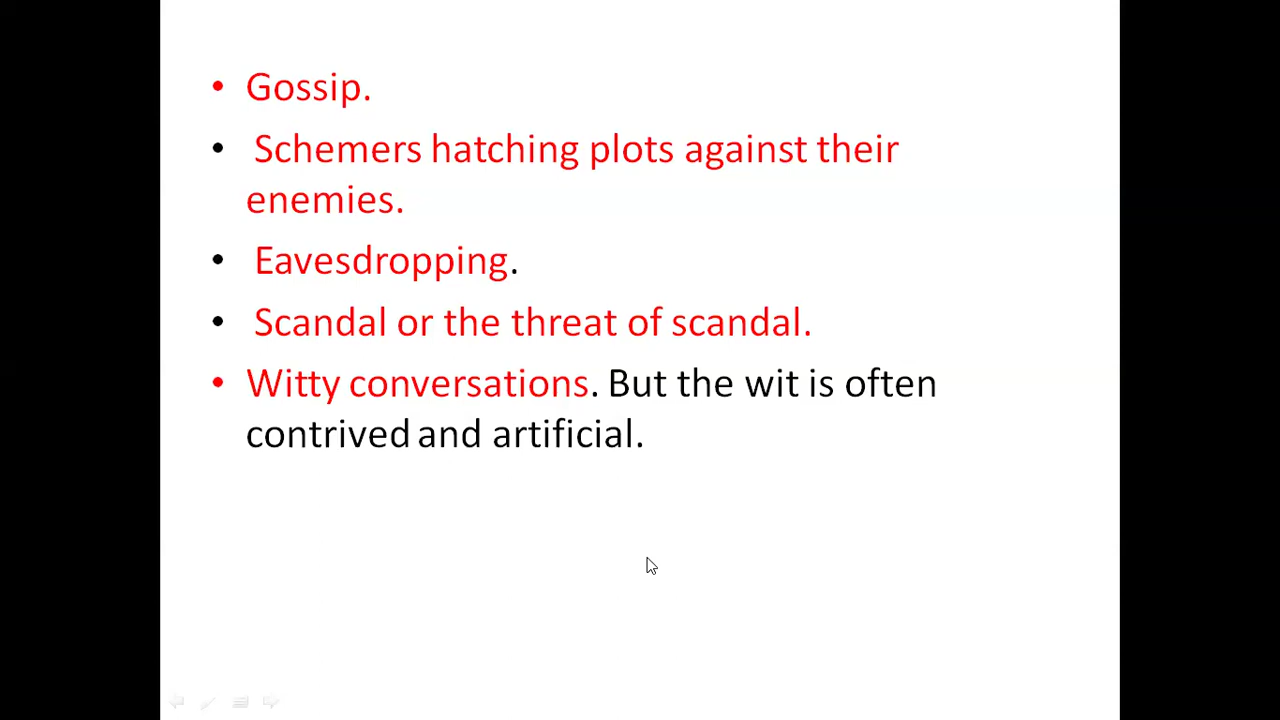 • Gossip.
• Schemers hatching plots against their
enemies.
• Eavesdropping.
• Scandal or the threat of scandal.
• Witty conversations. But the wit is often
contrived and artificial.